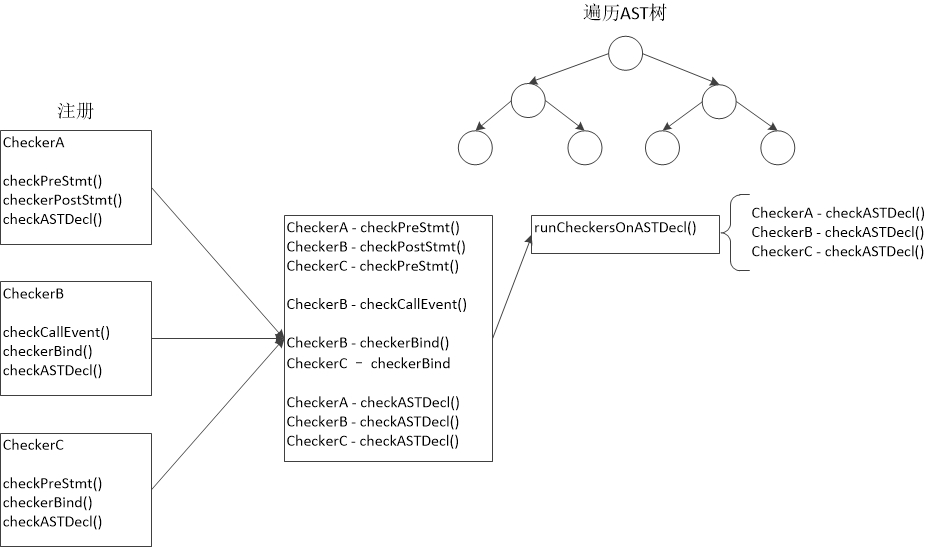 遍历AST树
注册
CheckerA
checkPreStmt()
checkerPostStmt()
checkASTDecl()
CheckerB
checkCallEvent()
checkerBind()
checkASTDecl()
CheckerC
checkPreStmt()
checkerBind()
checkASTDecl()
CheckerA - checkPreStmt()
CheckerB - checkPostStmt()
CheckerC - checkPreStmt()
CheckerB - checkCallEvent()
CheckerB - checkerBind()
CheckerC – checkerBind
CheckerA - checkASTDecl()
CheckerB - checkASTDecl()
CheckerC - checkASTDecl()
runCheckersOnASTDecl()
CheckerA - checkASTDecl()
CheckerB - checkASTDecl()
CheckerC - checkASTDecl()